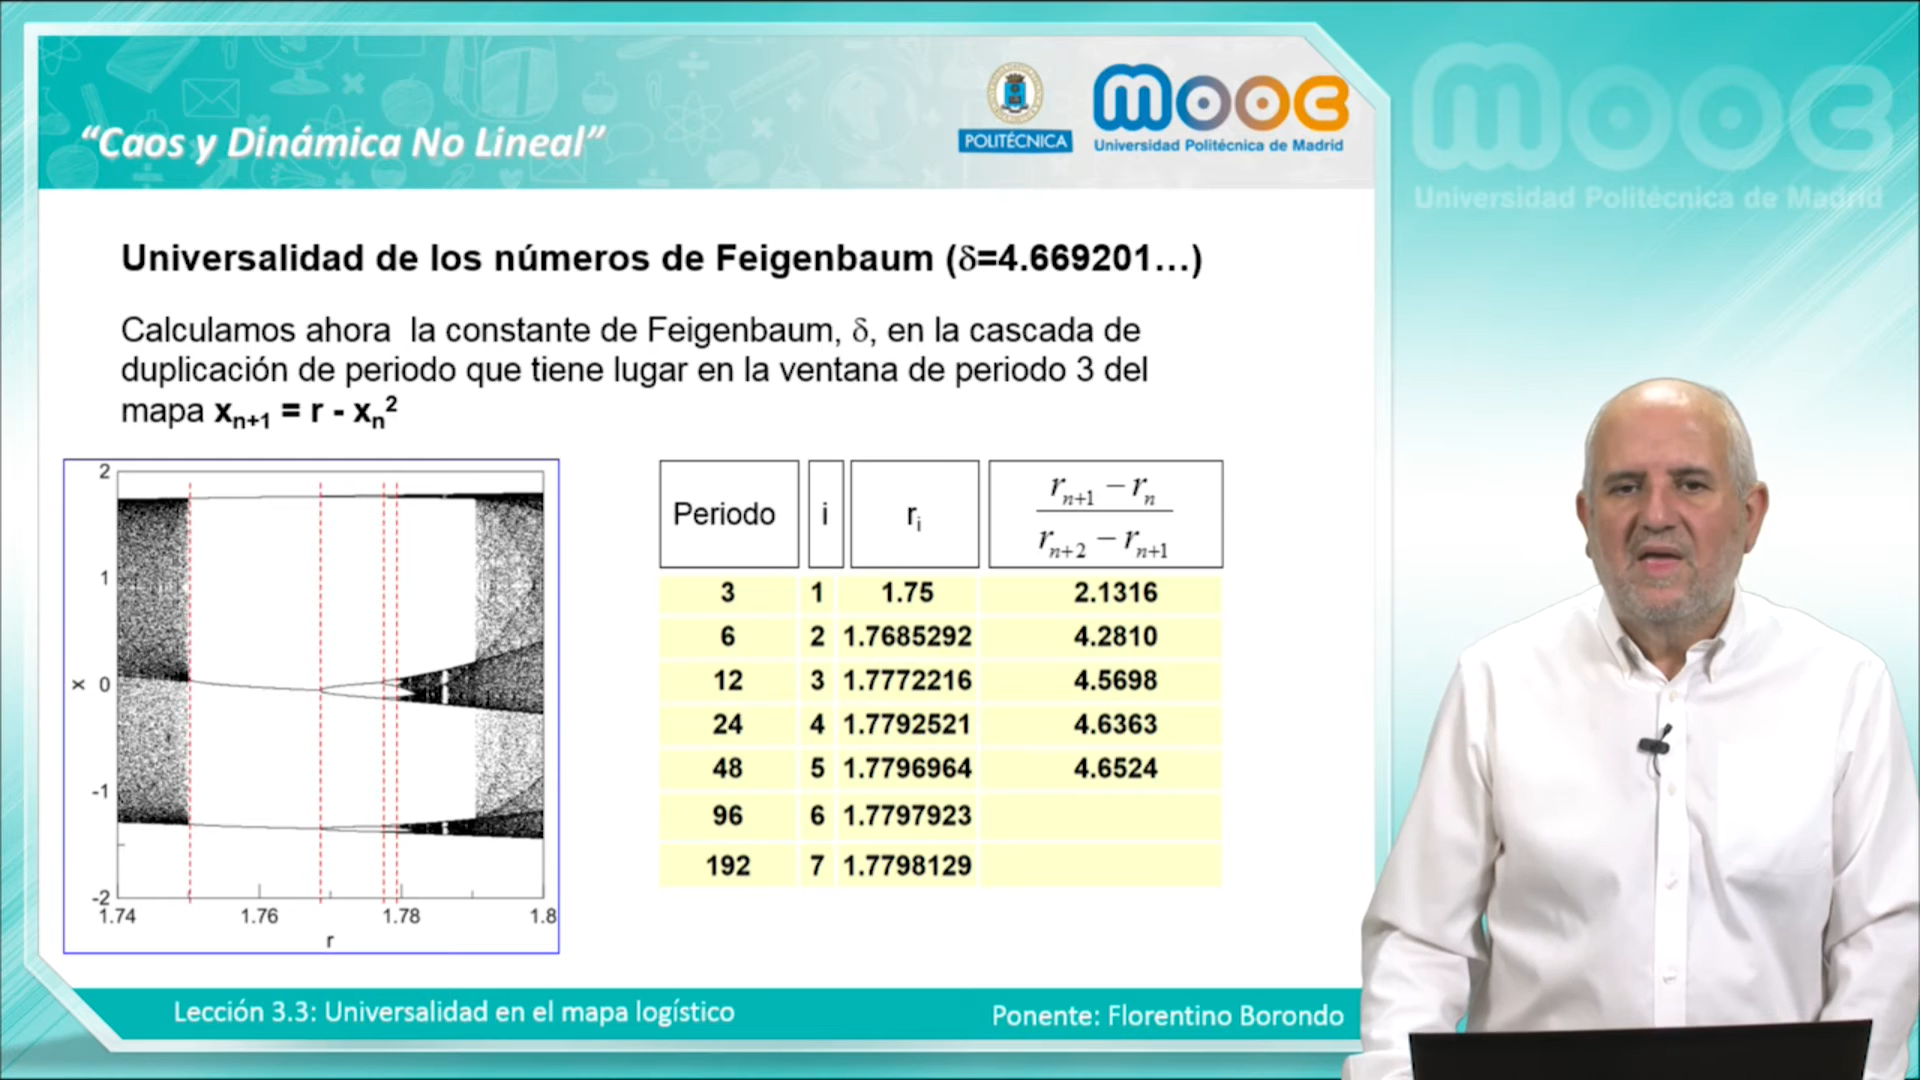 “Caos y Dinámica No Lineal”
POLITÉCNICA
mooc
Universidad Politécnica de Madrid
mooc
Universidad Politécnica de Madrid
Universalidad de los números de Feigenbaum (δ=4.669201…)
Calculamos ahora la constante de Feigenbaum, δ, en la cascada de
duplicación de periodo que tiene lugar en la ventana de periodo 3 del
mapa xₙ₊₁ = r - xₙ²
2
1
x 0
-1
-2
1.74 1.76 1.78 1.8
r
Periodo i rᵢ (rₙ₊₁ − rₙ) / (rₙ₊₂ − rₙ₊₁)
3 1 1.75 2.1316
6 2 1.7685292 4.2810
12 3 1.7772216 4.5698
24 4 1.7792521 4.6363
48 5 1.7796964 4.6524
96 6 1.7797923
192 7 1.7798129
Lección 3.3: Universalidad en el mapa logístico
Ponente: Florentino Borondo